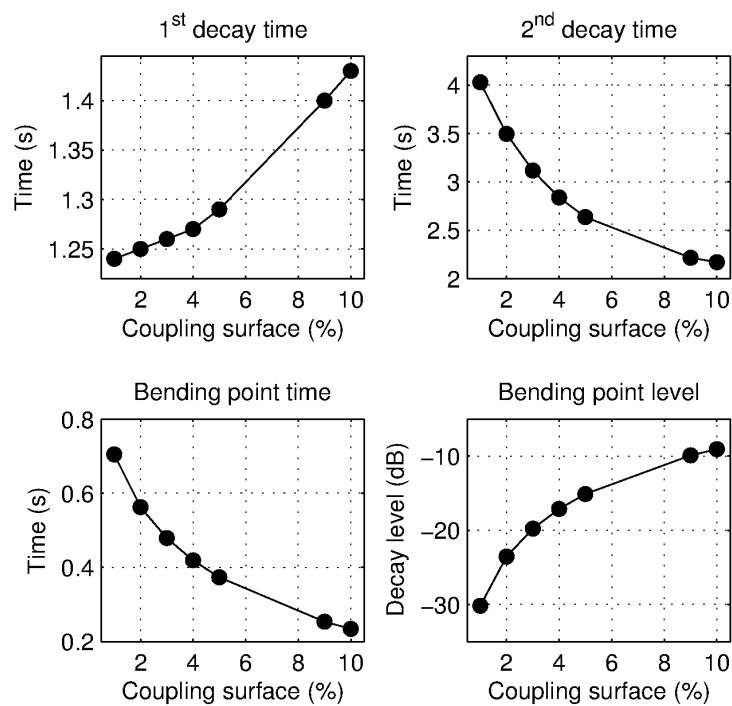 1st decay time
1.4
1.35
1.3
1.25
Time (s)
2 4 6 8 10
Coupling surface (%)
2nd decay time
4
3.5
3
2.5
2
Time (s)
2 4 6 8 10
Coupling surface (%)
Bending point time
0.8
0.6
0.4
0.2
Time (s)
2 4 6 8 10
Coupling surface (%)
Bending point level
−10
−20
−30
Decay level (dB)
2 4 6 8 10
Coupling surface (%)